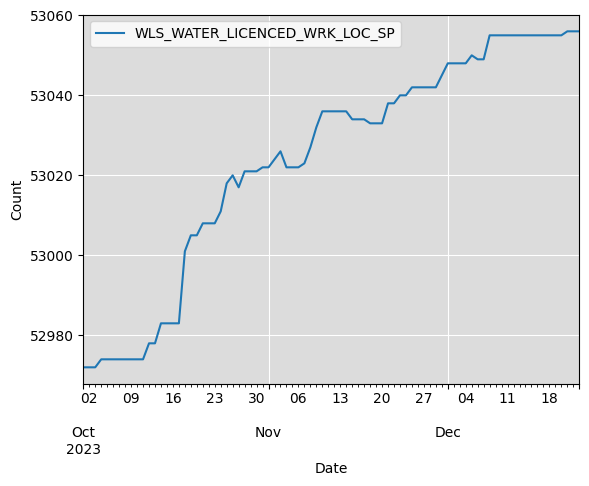 53060
WLS_WATER_LICENCED_WRK_LOC_SP
53040
53020
53000
52980
Count
02 09 16 23 30 06 13 20 27 04 11 18
Oct Nov Dec
2023
Date